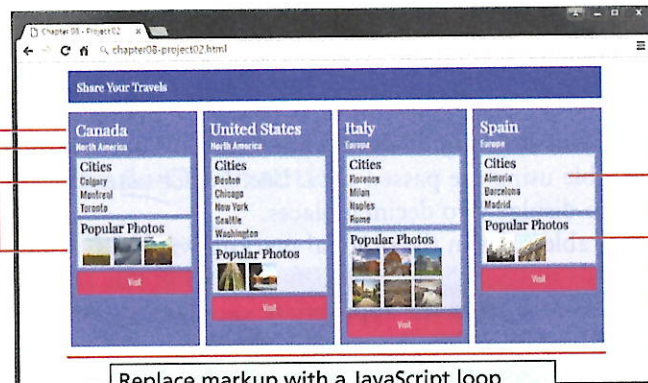 Chapter 08 - Project 02
chapter08-project02.html
Share Your Travels
Canada
North America
Cities
Calgary
Montreal
Toronto
Popular Photos
Visit
United States
North America
Cities
Boston
Chicago
New York
Seattle
Washington
Popular Photos
Visit
Italy
Europe
Cities
Florence
Milan
Naples
Rome
Popular Photos
Visit
Spain
Europe
Cities
Almeria
Barcelona
Madrid
Popular Photos
Visit
Replace markup with a JavaScript loop